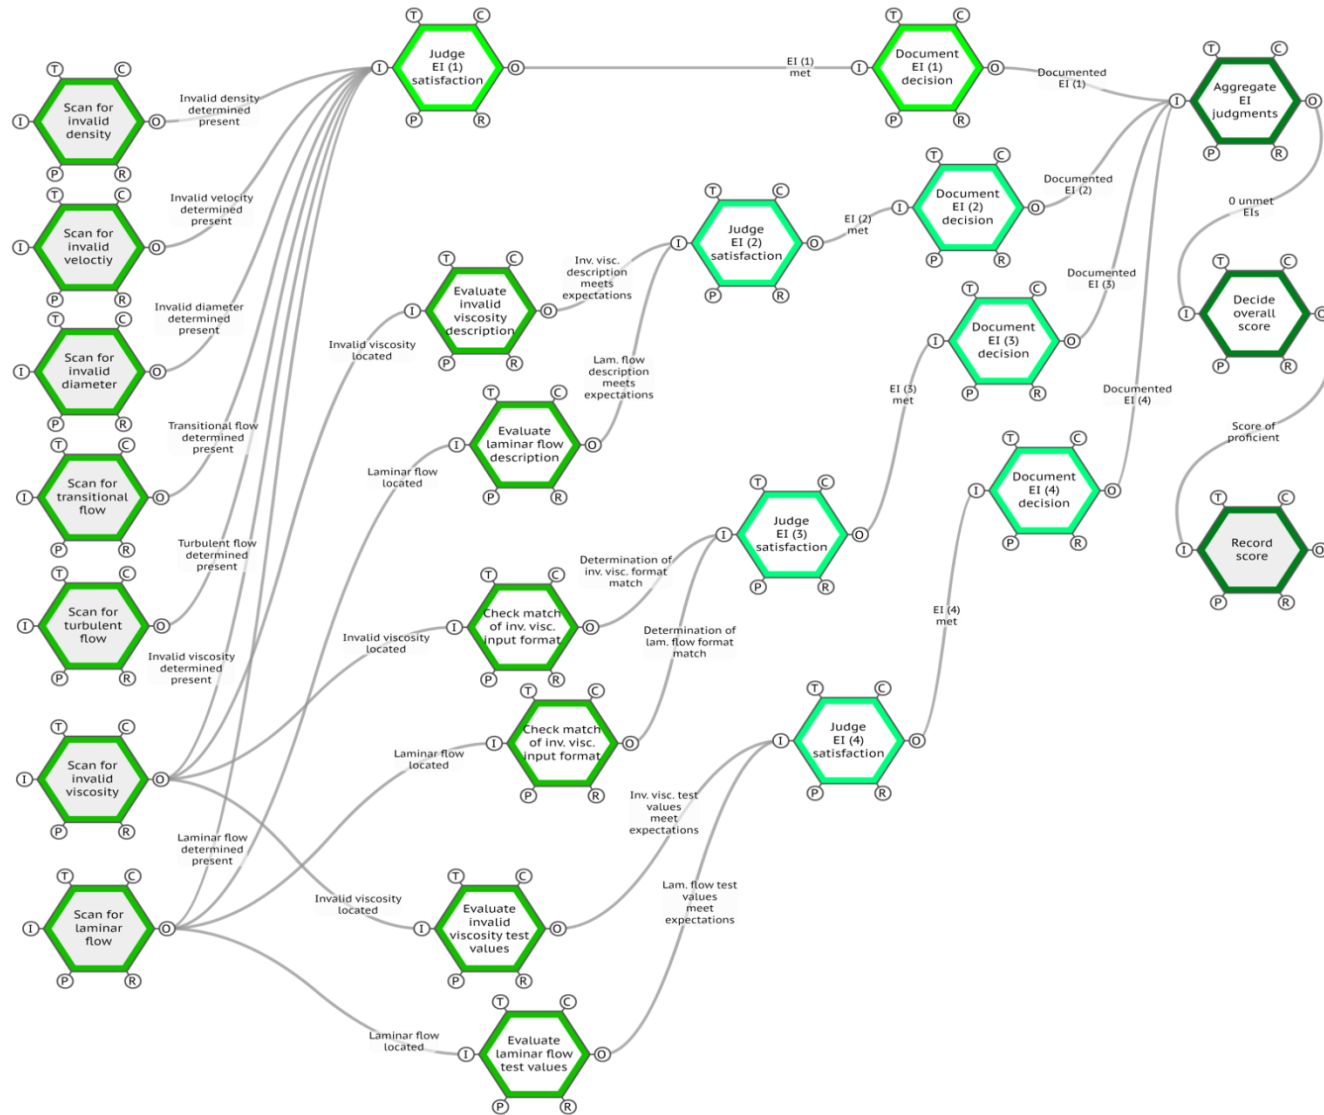 T
C
Scan for
invalid
density
I
O
P
R
Invalid density
determined
present
T
C
Scan for
invalid
veloctiy
I
O
P
R
Invalid velocity
determined
present
T
C
Scan for
invalid
diameter
I
O
P
R
Invalid diameter
determined
present
T
C
Scan for
transitional
flow
I
O
P
R
Transitional flow
determined
present
T
C
Scan for
turbulent
flow
I
O
P
R
Turbulent flow
determined
present
T
C
Scan for
invalid
viscosity
I
O
P
R
Invalid viscosity
determined
present
T
C
Scan for
laminar
flow
I
O
P
R
Laminar flow
determined
present
T
C
Judge
EI (1)
satisfaction
I
O
P
R
EI (1)
met
T
C
Document
EI (1)
decision
I
O
P
R
Documented
EI (1)
Invalid viscosity
located
T
C
Evaluate
invalid
viscosity
description
I
O
P
R
Inv. visc.
description
meets
expectations
Laminar flow
located
T
C
Evaluate
laminar flow
description
I
O
P
R
Lam. flow
description
meets
expectations
T
C
Judge
EI (2)
satisfaction
I
O
P
R
EI (2)
met
T
C
Document
EI (2)
decision
I
O
P
R
Documented
EI (2)
Invalid viscosity
located
T
C
Check match
of inv. visc.
input format
I
O
P
R
Determination of
inv. visc. format
match
Laminar flow
located
T
C
Check match
of inv. visc.
input format
I
O
P
R
Determination of
lam. flow format
match
T
C
Judge
EI (3)
satisfaction
I
O
P
R
EI (3)
met
T
C
Document
EI (3)
decision
I
O
P
R
Documented
EI (3)
Invalid viscosity
located
T
C
Evaluate
invalid
viscosity test
values
I
O
P
R
Inv. visc. test
values
meet
expectations
Laminar flow
located
T
C
Evaluate
laminar flow
test values
I
O
P
R
Lam. flow test
values
meet
expectations
T
C
Judge
EI (4)
satisfaction
I
O
P
R
EI (4)
met
T
C
Document
EI (4)
decision
I
O
P
R
Documented
EI (4)
T
C
Aggregate
EI
judgments
I
O
P
R
0 unmet
EIs
T
C
Decide
overall
score
I
O
P
R
Score of
proficient
T
C
Record
score
I
O
P
R